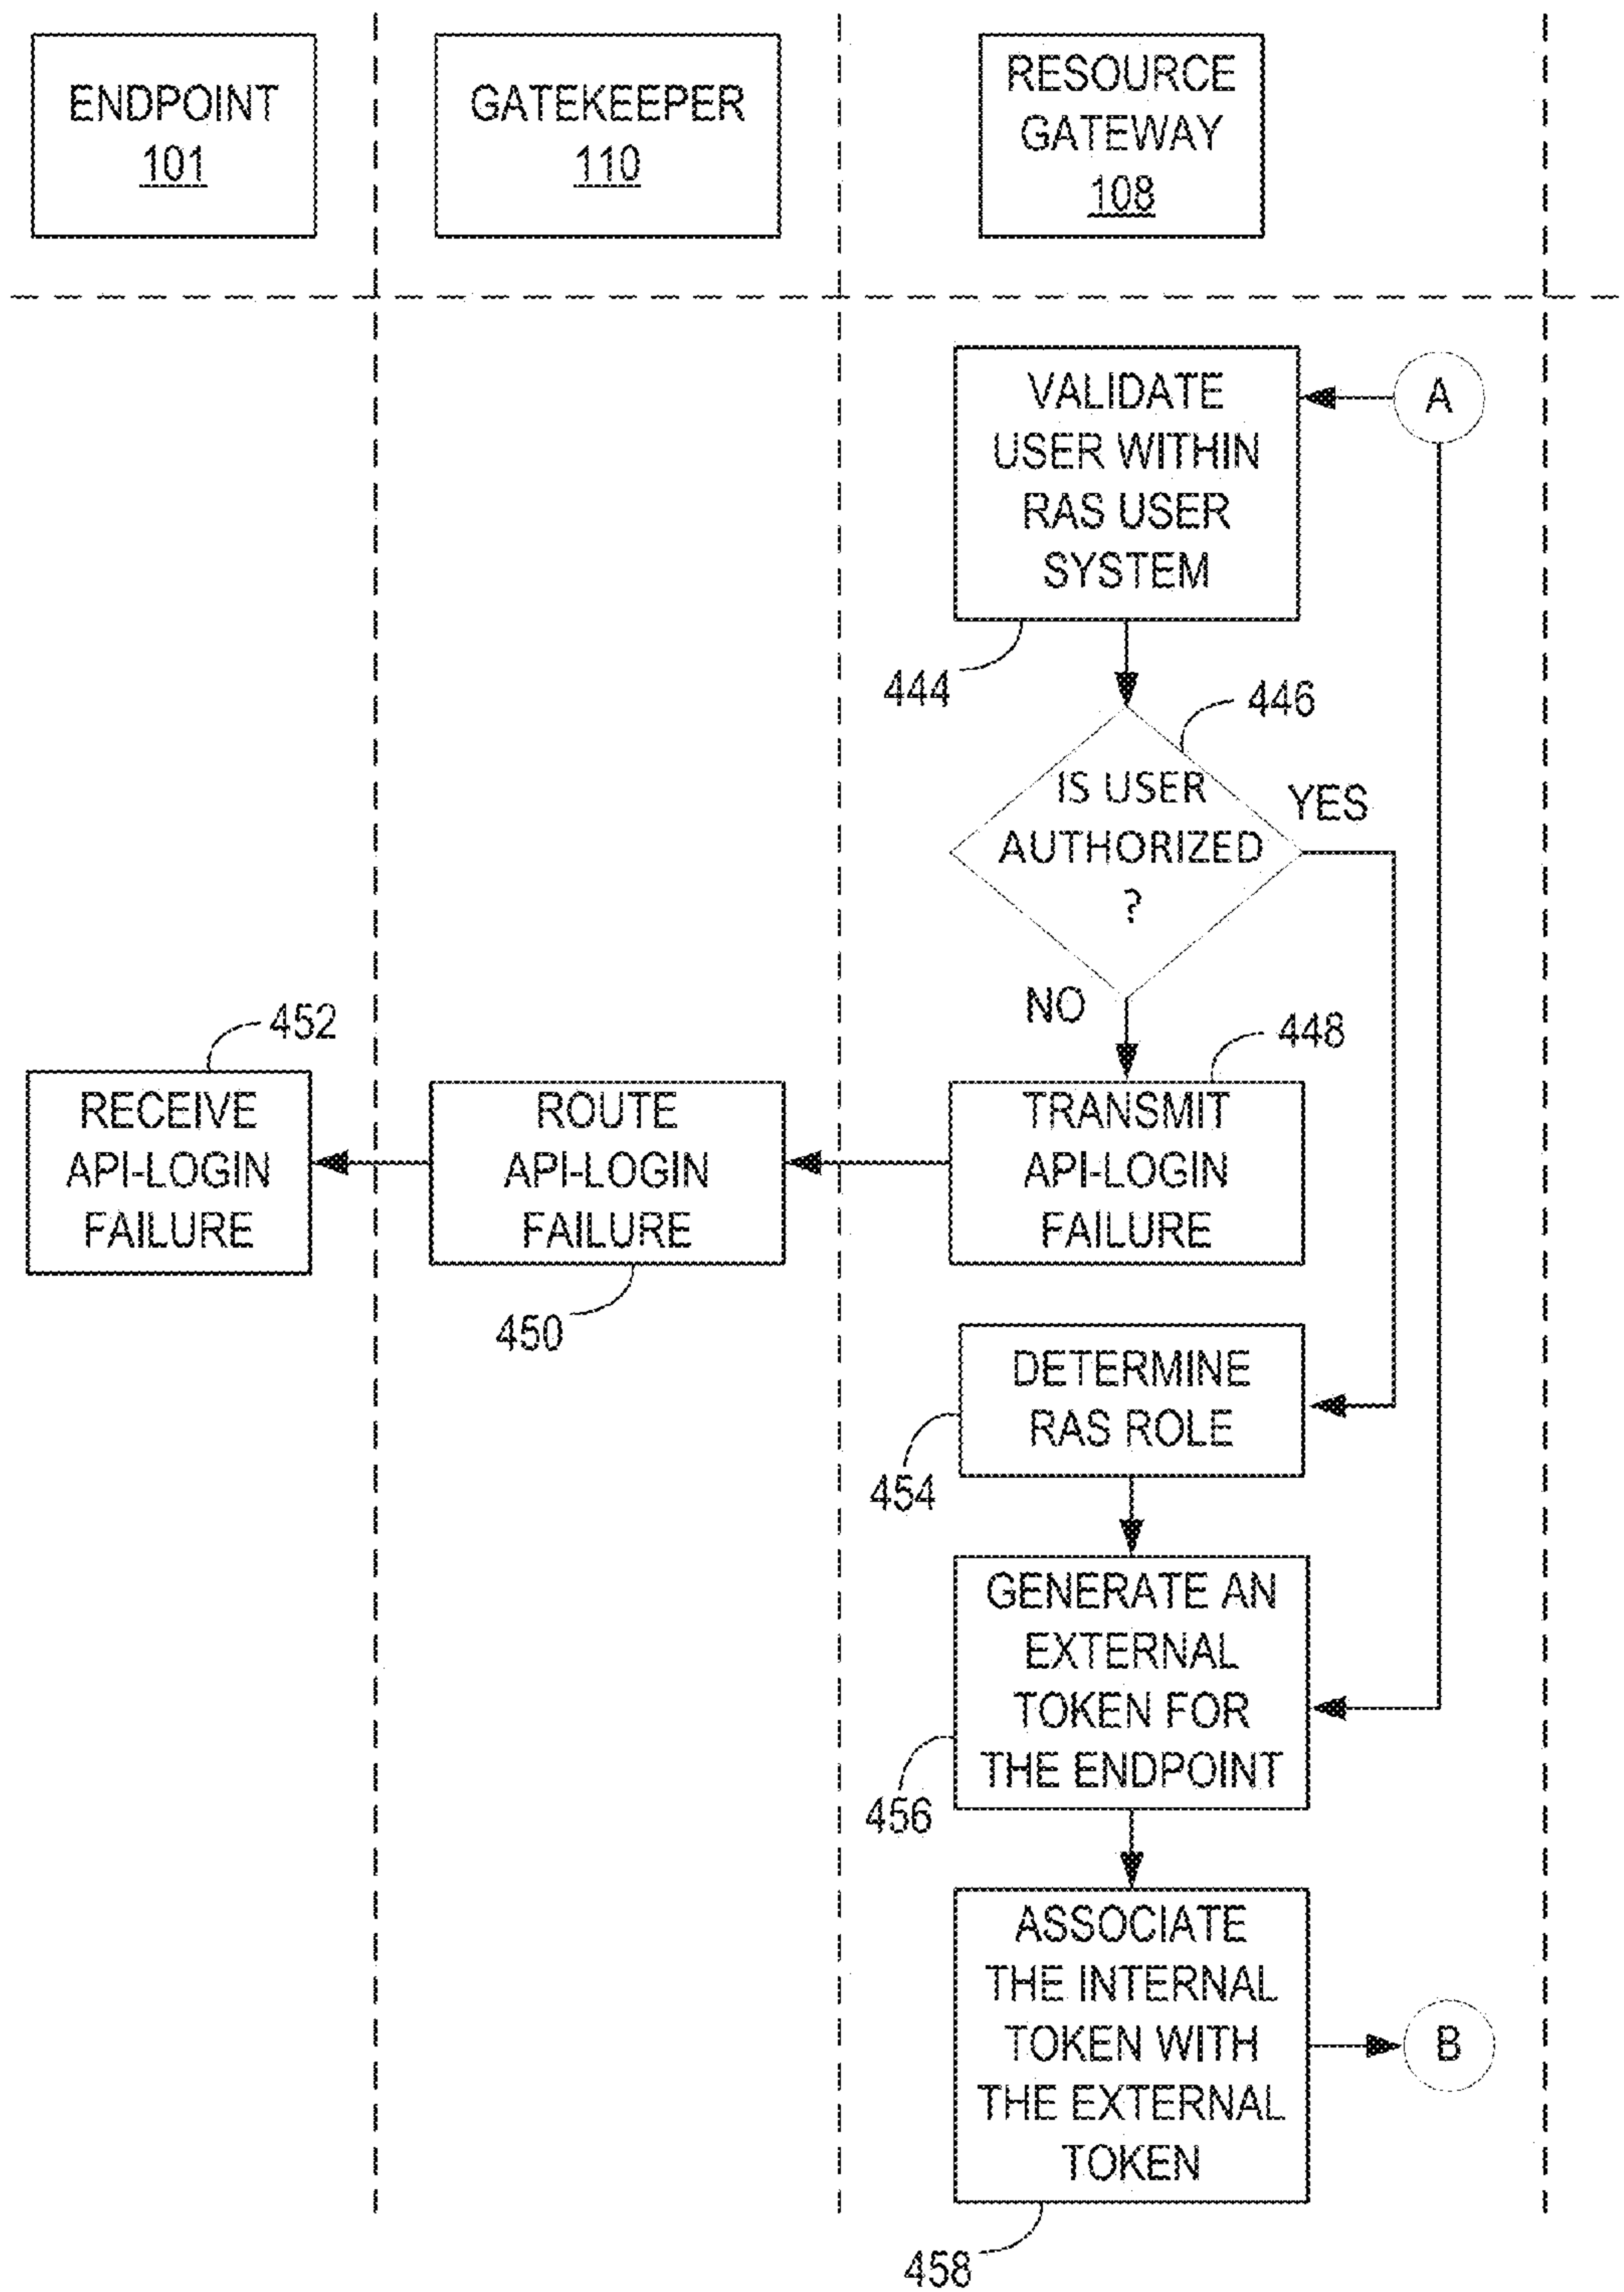 ENDPOINT
101
GATEKEEPER
110
RESOURCE
GATEWAY
108
VALIDATE
USER WITHIN
RAS USER
SYSTEM
A
444
446
IS USER
AUTHORIZED
?
YES
NO
452
448
RECEIVE
API-LOGIN
FAILURE
ROUTE
API-LOGIN
FAILURE
TRANSMIT
API-LOGIN
FAILURE
450
DETERMINE
RAS ROLE
454
GENERATE AN
EXTERNAL
TOKEN FOR
THE ENDPOINT
456
ASSOCIATE
THE INTERNAL
TOKEN WITH
THE EXTERNAL
TOKEN
B
458